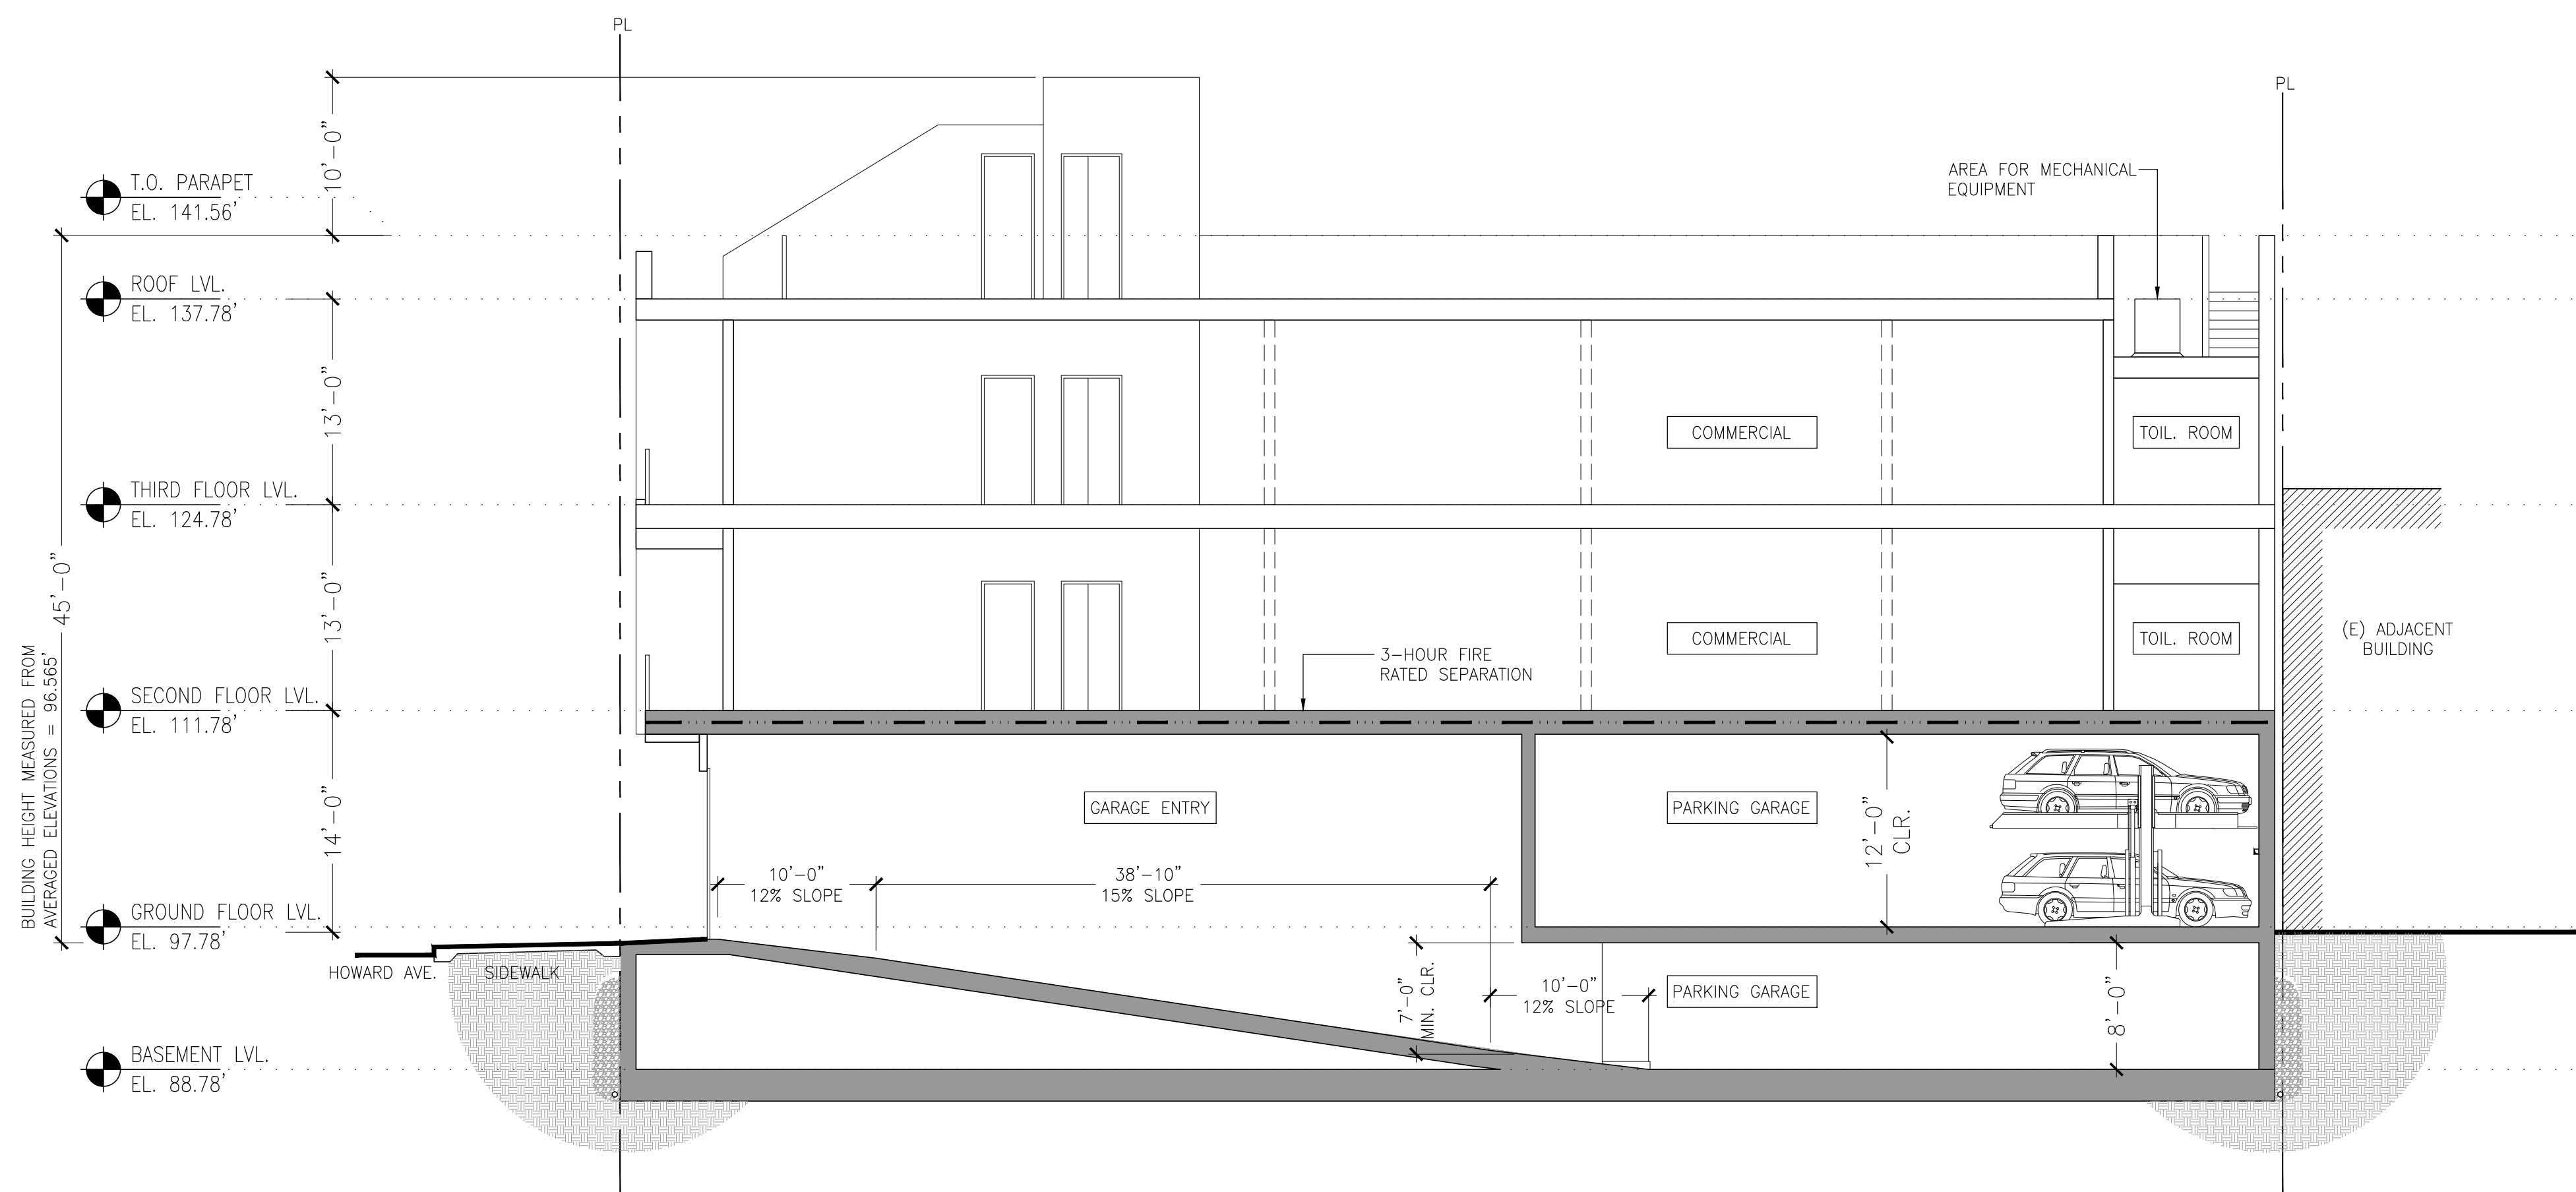 PL
PL
10'-0"
T.O. PARAPET
EL. 141.56'
AREA FOR MECHANICAL
EQUIPMENT
ROOF LVL.
EL. 137.78'
13'-0"
COMMERCIAL
TOIL. ROOM
THIRD FLOOR LVL.
EL. 124.78'
45'-0"
BUILDING HEIGHT MEASURED FROM
AVERAGED ELEVATIONS = 96.565'
13'-0"
COMMERCIAL
TOIL. ROOM
(E) ADJACENT
BUILDING
3-HOUR FIRE
RATED SEPARATION
SECOND FLOOR LVL.
EL. 111.78'
14'-0"
GARAGE ENTRY
PARKING GARAGE
12'-0"
CLR.
10'-0"
12% SLOPE
38'-10"
15% SLOPE
GROUND FLOOR LVL.
EL. 97.78'
HOWARD AVE.
SIDEWALK
7'-0"
MIN. CLR.
10'-0"
12% SLOPE
PARKING GARAGE
8'-0"
BASEMENT LVL.
EL. 88.78'